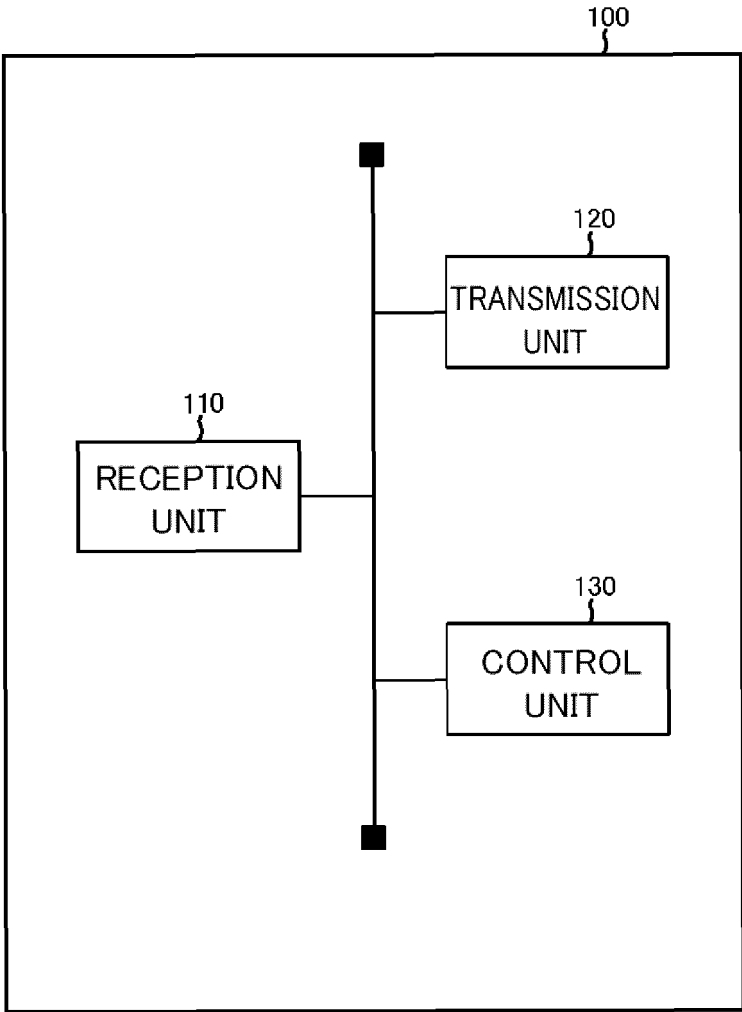 100
120
TRANSMISSION
UNIT
110
RECEPTION
UNIT
130
CONTROL
UNIT